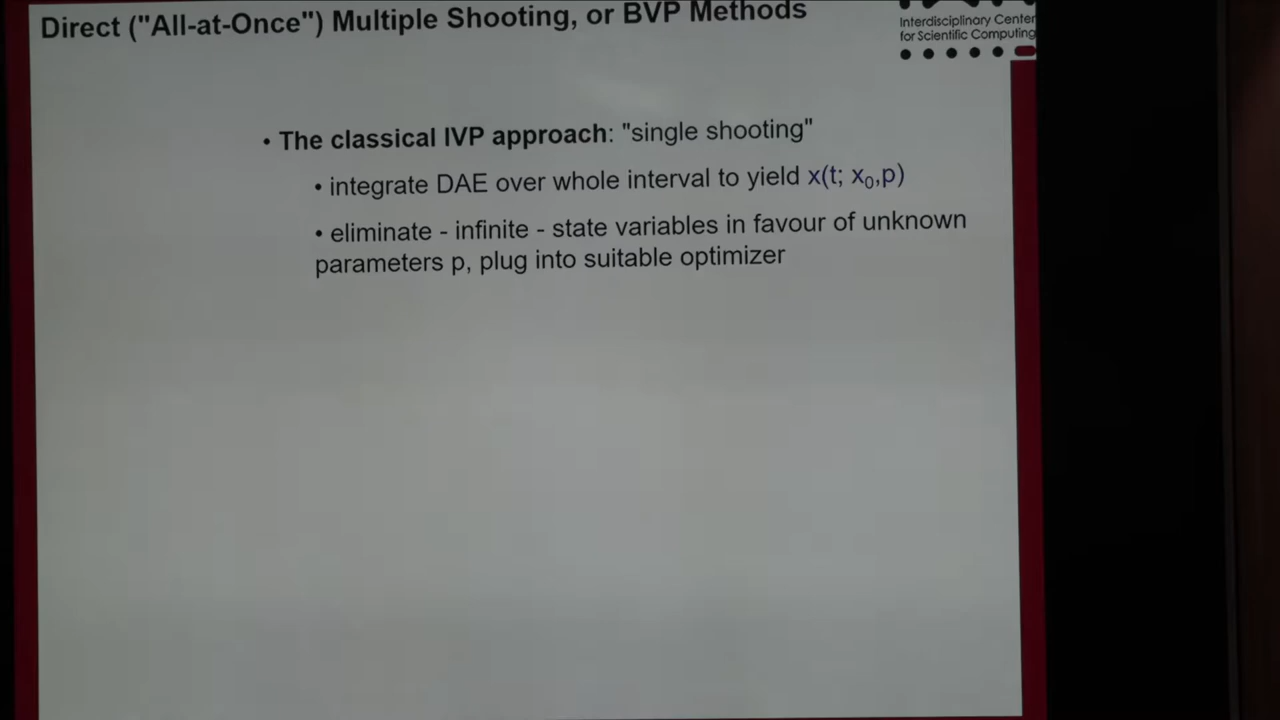 Direct ("All-at-Once") Multiple Shooting, or BVP Methods
Interdisciplinary Center
for Scientific Computing
• The classical IVP approach: "single shooting"
• integrate DAE over whole interval to yield x(t; x₀,p)
• eliminate - infinite - state variables in favour of unknown
parameters p, plug into suitable optimizer